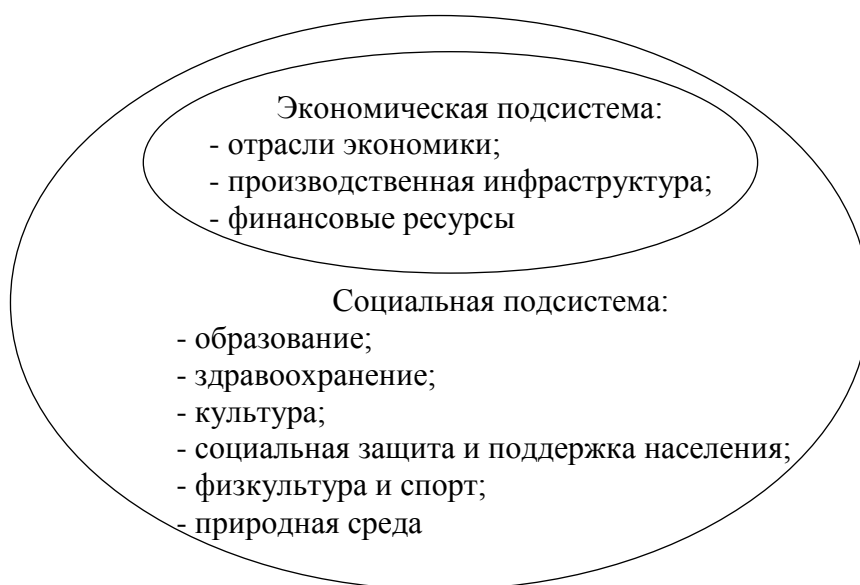 Экономическая подсистема:
- отрасли экономики;
- производственная инфраструктура;
- финансовые ресурсы
Социальная подсистема:
- образование;
- здравоохранение;
- культура;
- социальная защита и поддержка населения;
- физкультура и спорт;
- природная среда